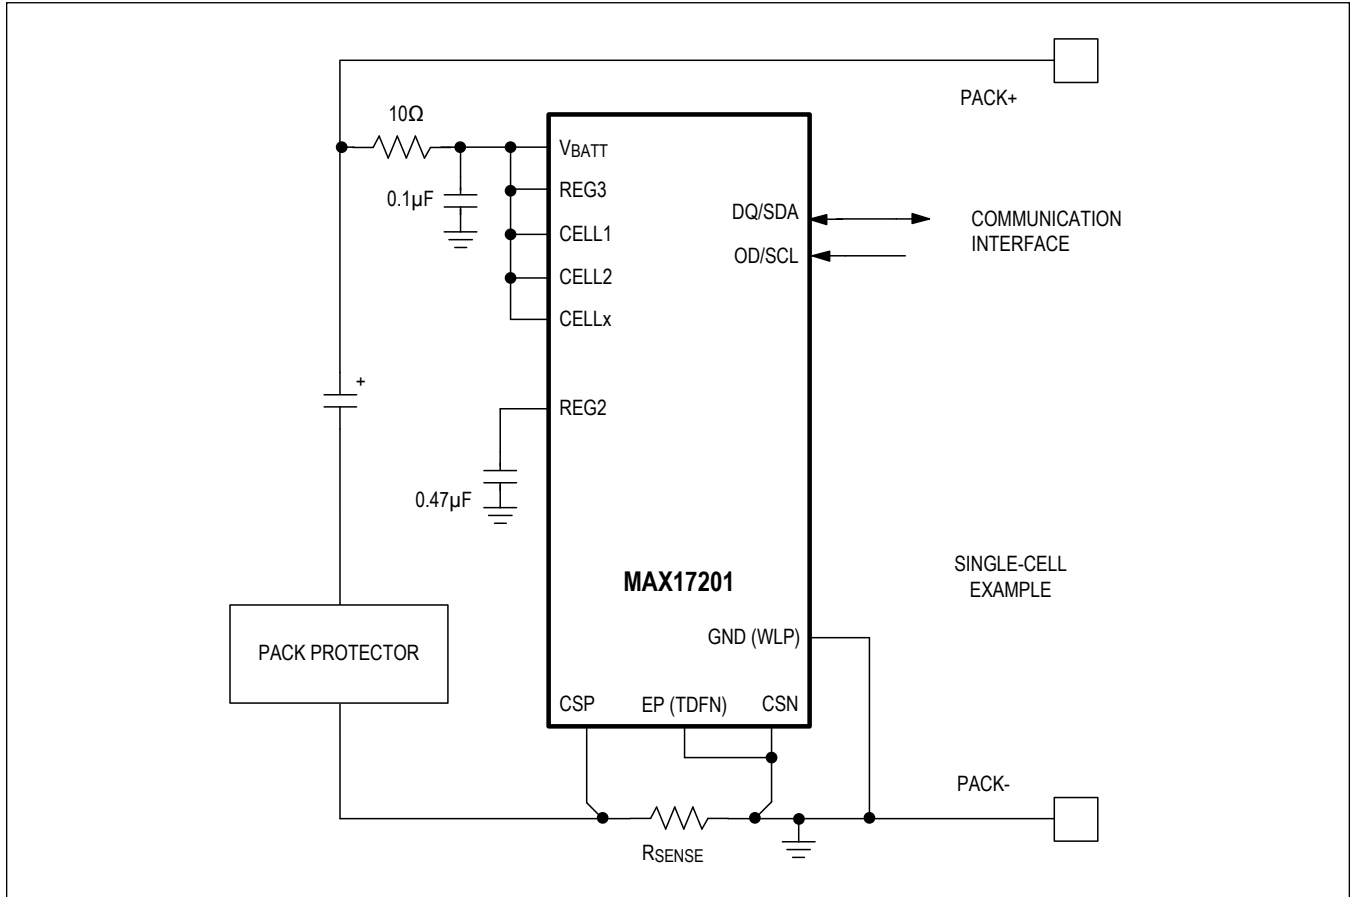 PACK+
10Ω
VBATT
REG3
0.1µF
CELL1
CELL2
CELLx
DQ/SDA
OD/SCL
COMMUNICATION
INTERFACE
+
REG2
0.47µF
MAX17201
SINGLE-CELL
EXAMPLE
GND (WLP)
PACK PROTECTOR
CSP
EP (TDFN)
CSN
PACK-
RSENSE